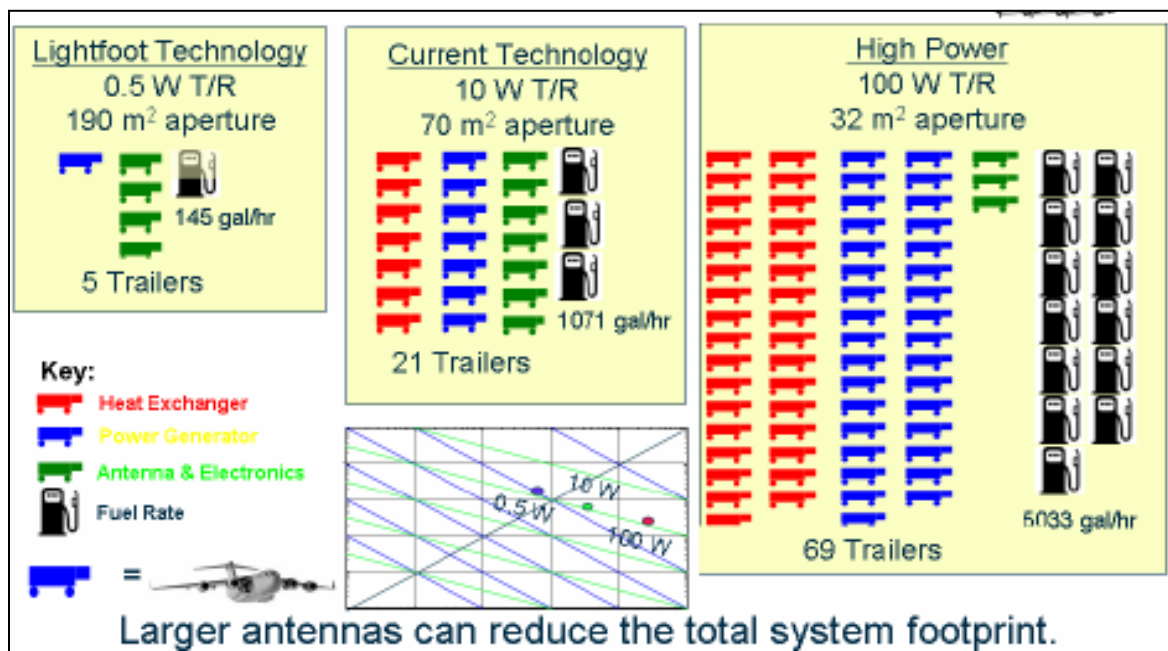 Lightfoot Technology
0.5 W T/R
190 m² aperture
145 gal/hr
5 Trailers
Current Technology
10 W T/R
70 m² aperture
1071 gal/hr
21 Trailers
High Power
100 W T/R
32 m² aperture
5033 gal/hr
69 Trailers
Key:
Heat Exchanger
Power Generator
Antenna & Electronics
Fuel Rate
=
0.5 W
10 W
100 W
Larger antennas can reduce the total system footprint.